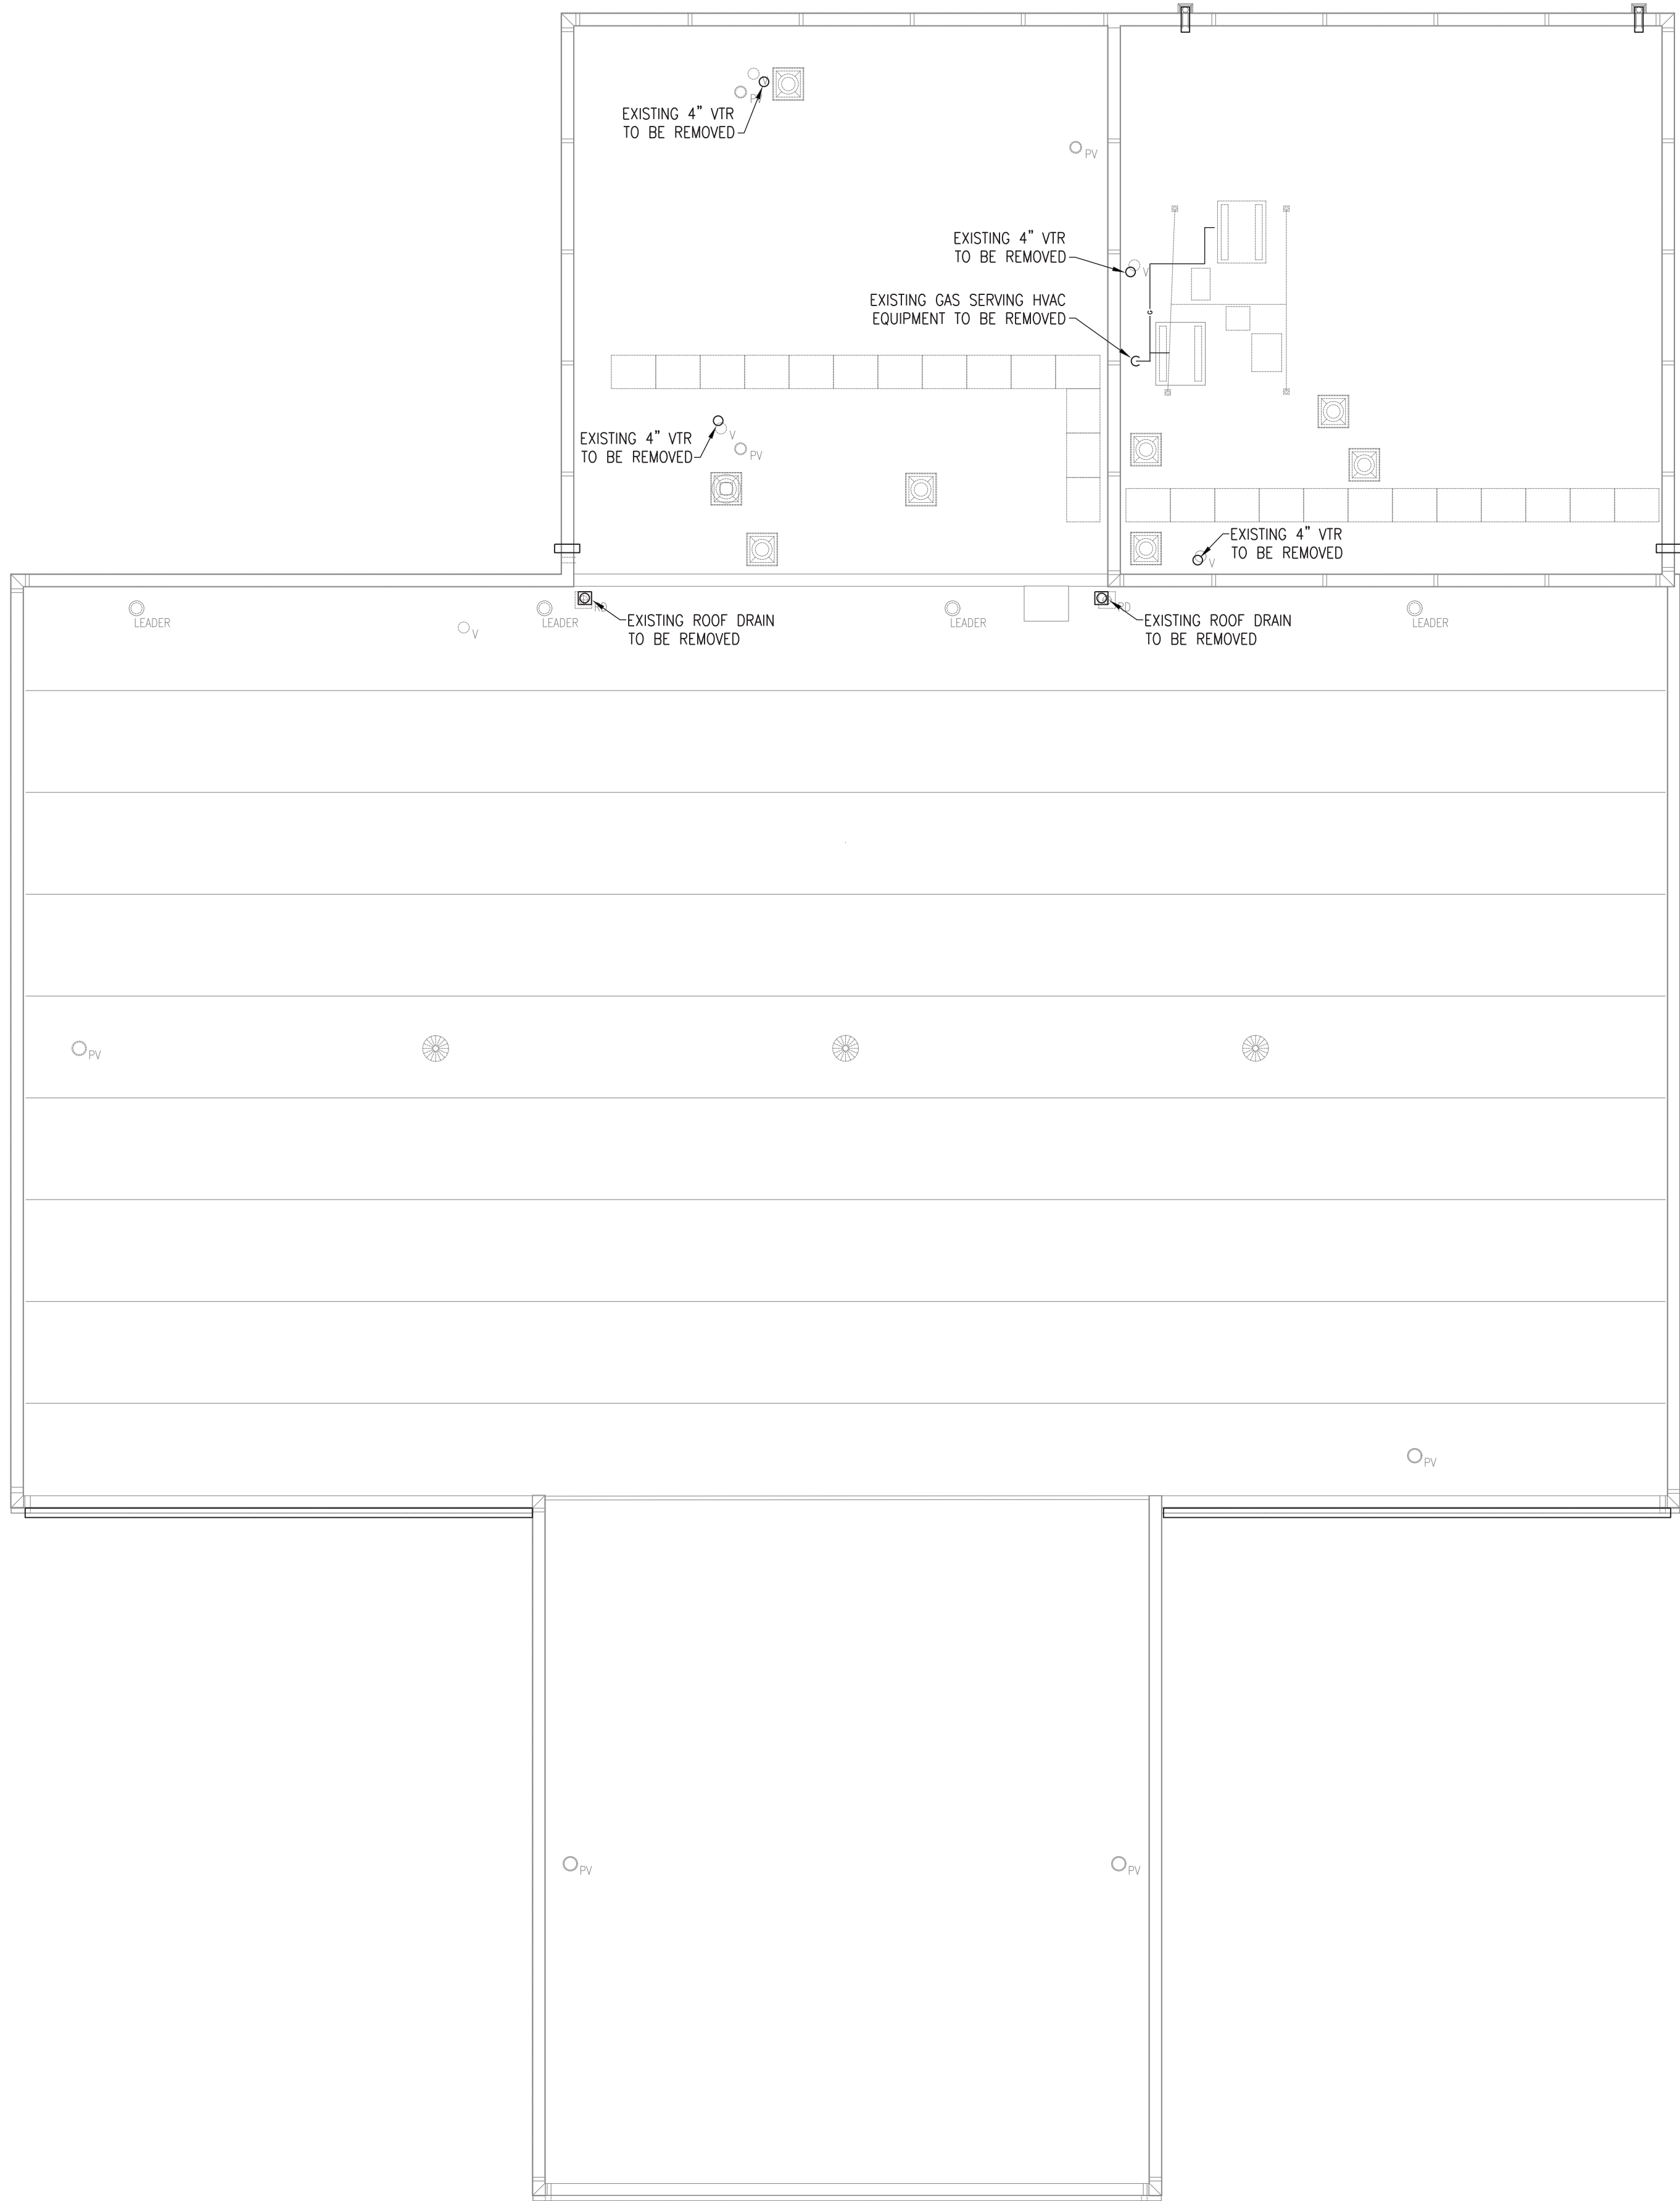 EXISTING 4" VTR
TO BE REMOVED
V
PV
PV
EXISTING 4" VTR
TO BE REMOVED
V
EXISTING GAS SERVING HVAC
EQUIPMENT TO BE REMOVED
G
EXISTING 4" VTR
TO BE REMOVED
V
PV
EXISTING 4" VTR
TO BE REMOVED
V
RD
RD
EXISTING ROOF DRAIN
TO BE REMOVED
EXISTING ROOF DRAIN
TO BE REMOVED
LEADER
V
LEADER
LEADER
LEADER
PV
PV
PV
PV